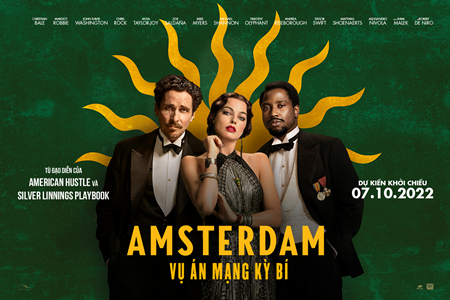 CHRISTIAN BALE MARGOT ROBBIE JOHN DAVID WASHINGTON CHRIS ROCK ANYA TAYLOR-JOY ZOE SALDAÑA MIKE MYERS MICHAEL SHANNON TIMOTHY OLYPHANT ANDREA RISEBOROUGH TAYLOR SWIFT MATTHIAS SCHOENAERTS ALESSANDRO NIVOLA RAMI MALEK ROBERT DE NIRO
TỪ ĐẠO DIỄN CỦA
AMERICAN HUSTLE VÀ
SILVER LINNINGS PLAYBOOK
DỰ KIẾN KHỞI CHIẾU
07.10.2022
AMSTERDAM
VỤ ÁN MẠNG KỲ BÍ